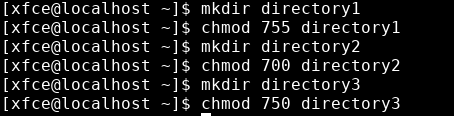 [xfce@localhost ~]$ mkdir directory1
[xfce@localhost ~]$ chmod 755 directory1
[xfce@localhost ~]$ mkdir directory2
[xfce@localhost ~]$ chmod 700 directory2
[xfce@localhost ~]$ mkdir directory3
[xfce@localhost ~]$ chmod 750 directory3